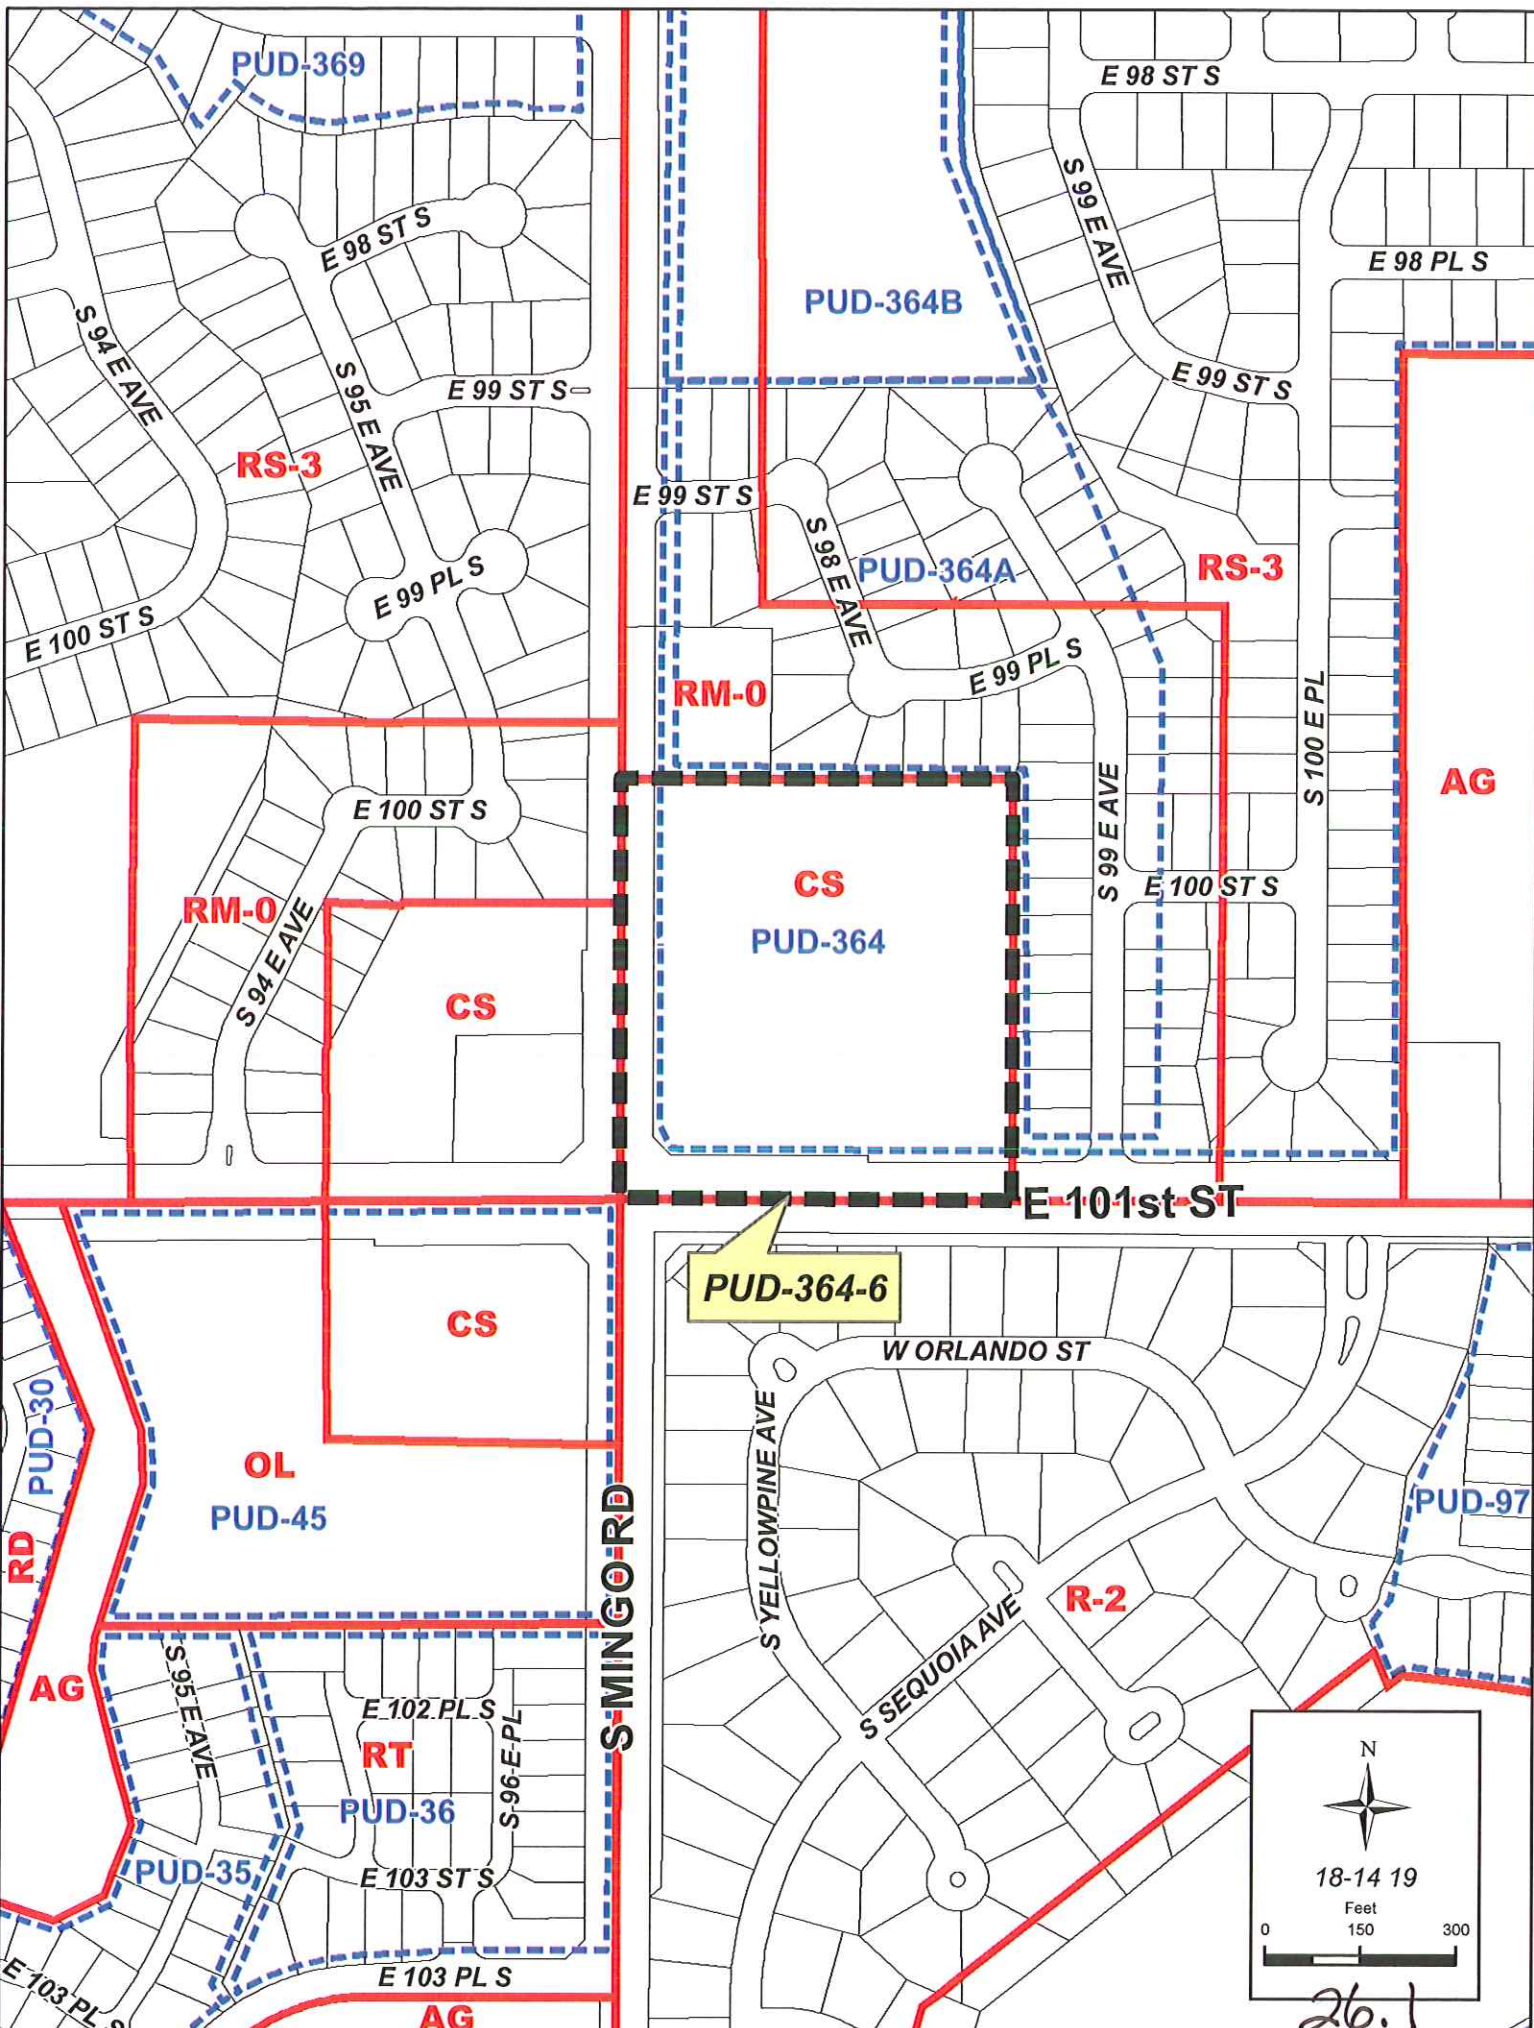 PUD-369
E 98 ST S
S 99 E AVE
E 98 ST S
E 98 PL S
PUD-364B
S 94 E AVE
S 95 E AVE
E 99 ST S
E 99 ST S
RS-3
E 99 ST S
S 98 E AVE
PUD-364A
RS-3
E 99 PL S
E 100 ST S
E 99 PL S
RM-0
S 100 E PL
AG
E 100 ST S
S 99 E AVE
CS
E 100 ST S
RM-0
PUD-364
S 94 E AVE
CS
E 101st ST
PUD-364-6
CS
W ORLANDO ST
PUD-30
S YELLOWPINE AVE
OL
PUD-45
PUD-97
S MINGO RD
RD
R-2
S SEQUOIA AVE
AG
S 95 E AVE
E 102 PL S
RT
S 96 E PL
PUD-36
PUD-35
E 103 ST S
E 103 PL S
E 103 PL S
AG
N
18-14 19
Feet
0 150 300
26.1